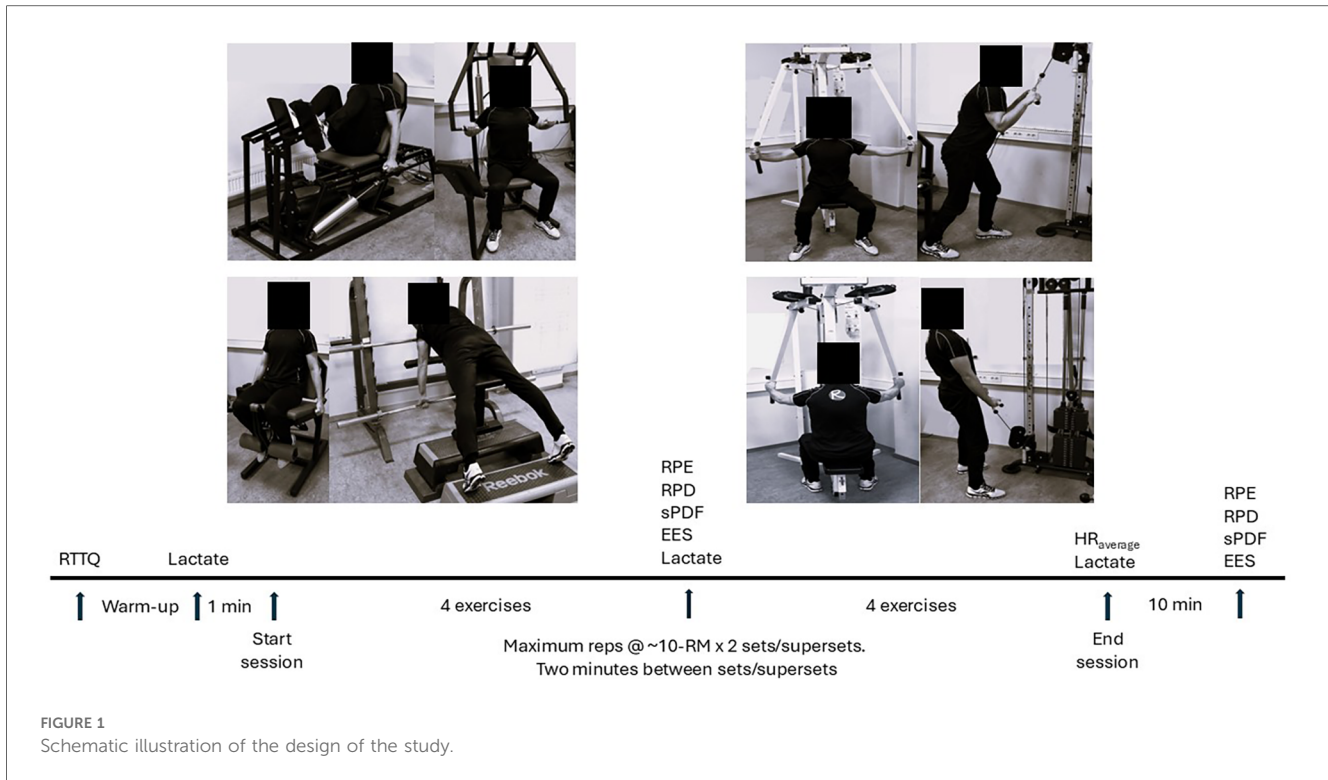 Reebok
R
RPE
RPD
sPDF
EES
Lactate
RPE
RPD
sPDF
EES
RTTQ
Lactate
HRaverage
Lactate
Warm-up
1 min
4 exercises
4 exercises
10 min
Start
session
Maximum reps @ ~10-RM x 2 sets/supersets.
Two minutes between sets/supersets
End
session
FIGURE 1
Schematic illustration of the design of the study.